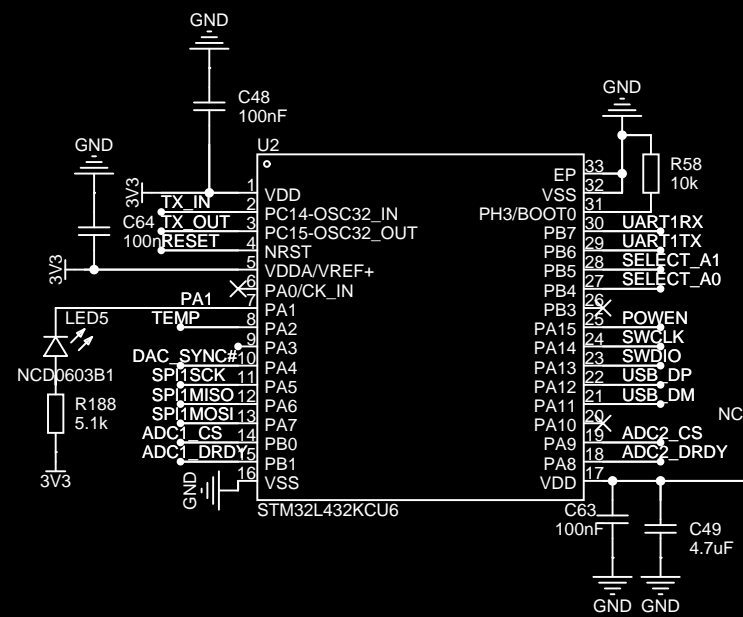 GND
C48
100nF
GND
U2
GND
3V3
1
VDD
EP
33
R58
10k
TX_IN
2
PC14-OSC32_IN
VSS
32
C64
100nF
TX_OUT
3
PC15-OSC32_OUT
PH3/BOOT0
31
RESET
4
NRST
PB7
30
UART1RX
3V3
5
VDDA/VREF+
PB6
29
UART1TX
6
PA0/CK_IN
PB5
28
SELECT_A1
PA1
7
PA1
PB4
27
SELECT_A0
LED5
TEMP
8
PA2
PB3
26
9
PA3
PA15
25
POWEN
DAC_SYNC#
10
PA4
PA14
24
SWCLK
NCD0603B1
SPI1SCK
11
PA5
PA13
23
SWDIO
R188
5.1k
SPI1MISO
12
PA6
PA12
22
USB_DP
SPI1MOSI
13
PA7
PA11
21
USB_DM
ADC1_CS
14
PB0
PA10
20
NC
ADC1_DRDY
15
PB1
PA9
19
ADC2_CS
3V3
GND
16
VSS
PA8
18
ADC2_DRDY
VDD
17
STM32L432KCU6
C63
100nF
C49
4.7uF
GND
GND